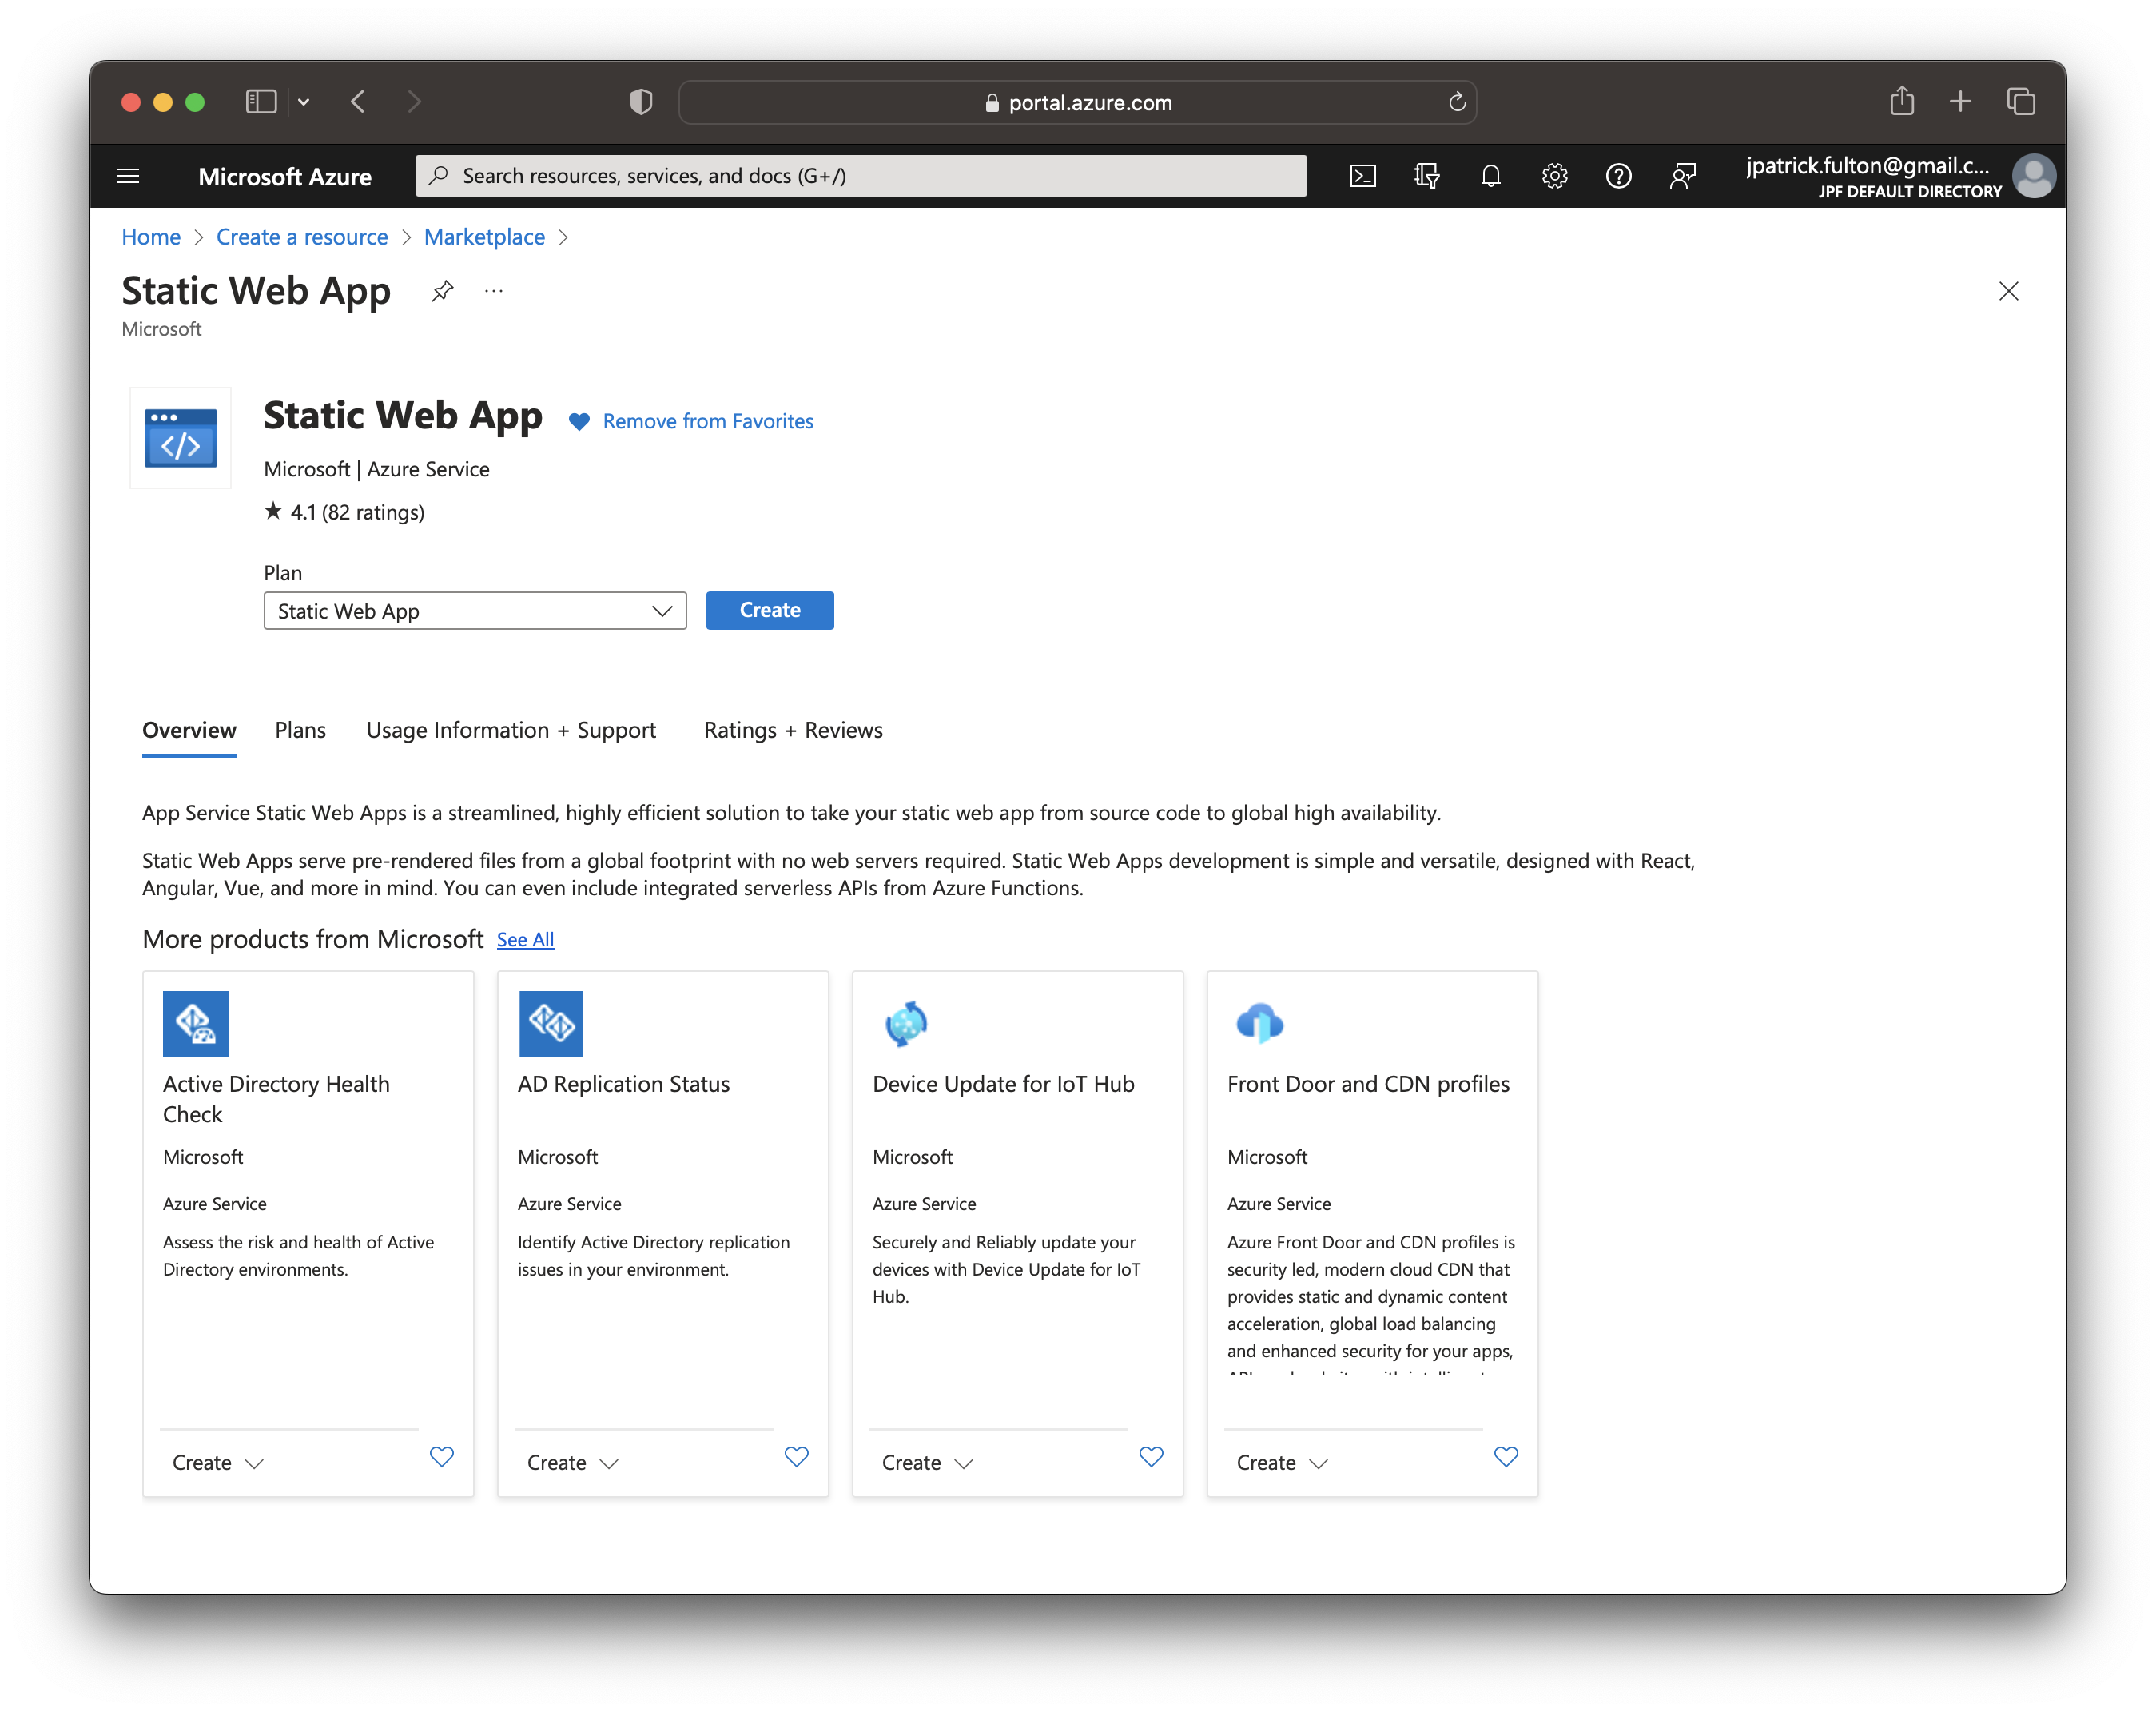 portal.azure.com
Microsoft Azure
Search resources, services, and docs (G+/)
jpatrick.fulton@gmail.c...
JPF DEFAULT DIRECTORY
Home > Create a resource > Marketplace >
Static Web App
Microsoft
Static Web App
Remove from Favorites
Microsoft | Azure Service
★ 4.1 (82 ratings)
Plan
Static Web App
Create
Overview
Plans
Usage Information + Support
Ratings + Reviews
App Service Static Web Apps is a streamlined, highly efficient solution to take your static web app from source code to global high availability.
Static Web Apps serve pre-rendered files from a global footprint with no web servers required. Static Web Apps development is simple and versatile, designed with React,
Angular, Vue, and more in mind. You can even include integrated serverless APIs from Azure Functions.
More products from Microsoft See All
Active Directory Health
Check
Microsoft
Azure Service
Assess the risk and health of Active
Directory environments.
Create
AD Replication Status
Microsoft
Azure Service
Identify Active Directory replication
issues in your environment.
Create
Device Update for IoT Hub
Microsoft
Azure Service
Securely and Reliably update your
devices with Device Update for IoT
Hub.
Create
Front Door and CDN profiles
Microsoft
Azure Service
Azure Front Door and CDN profiles is
security led, modern cloud CDN that
provides static and dynamic content
acceleration, global load balancing
and enhanced security for your apps,
Create